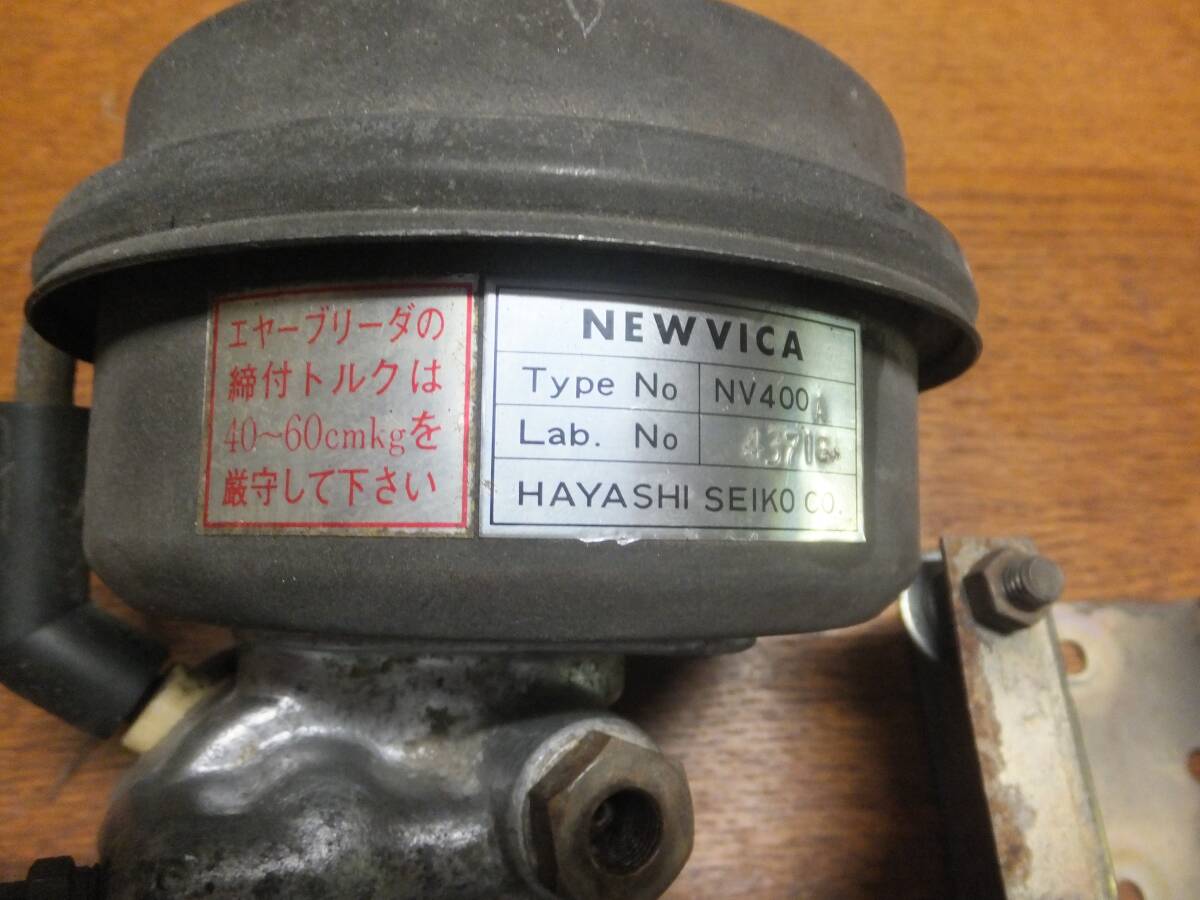 エヤーブリーダの
締付トルクは
40~60cmkgを
厳守して下さい
NEWVICA
Type No NV400A
Lab. No
HAYASHI SEIKO CO.